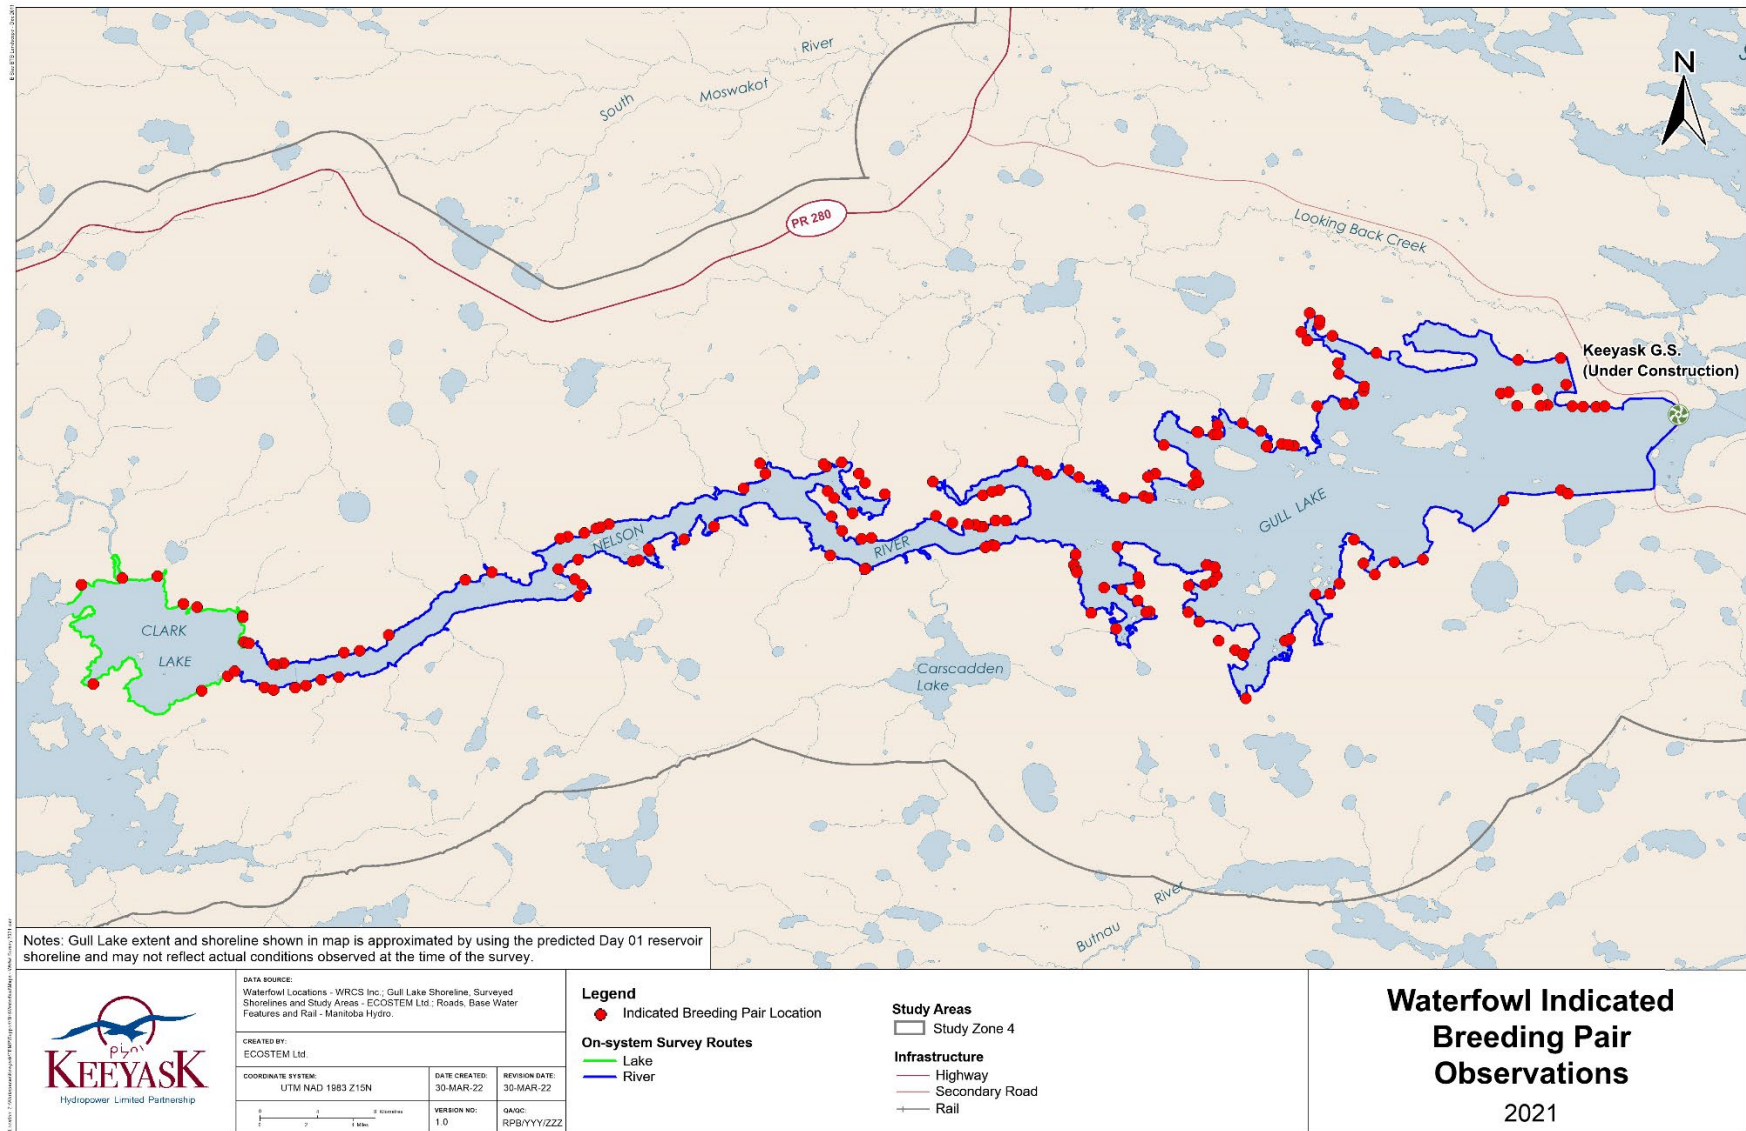 River
South
Moswakot
N
PR 280
Looking Back Creek
Keeyask G.S.
(Under Construction)
GULL LAKE
NELSON
RIVER
CLARK
LAKE
Carscadden
Lake
River
Butnau
Notes: Gull Lake extent and shoreline shown in map is approximated by using the predicted Day 01 reservoir
shoreline and may not reflect actual conditions observed at the time of the survey.
KEEYASK
Hydropower Limited Partnership
DATA SOURCE:
Waterfowl Locations - WRCS Inc.; Gull Lake Shoreline, Surveyed
Shorelines and Study Areas - ECOSTEM Ltd.; Roads, Base Water
Features and Rail - Manitoba Hydro.
CREATED BY:
ECOSTEM Ltd.
COORDINATE SYSTEM:
UTM NAD 1983 Z15N
DATE CREATED:
30-MAR-22
REVISION DATE:
30-MAR-22
VERSION NO:
1.0
QA/QC:
RPB/YYY/ZZZ
Legend
Indicated Breeding Pair Location
On-system Survey Routes
Lake
River
Study Areas
Study Zone 4
Infrastructure
Highway
Secondary Road
Rail
Waterfowl Indicated
Breeding Pair
Observations
2021